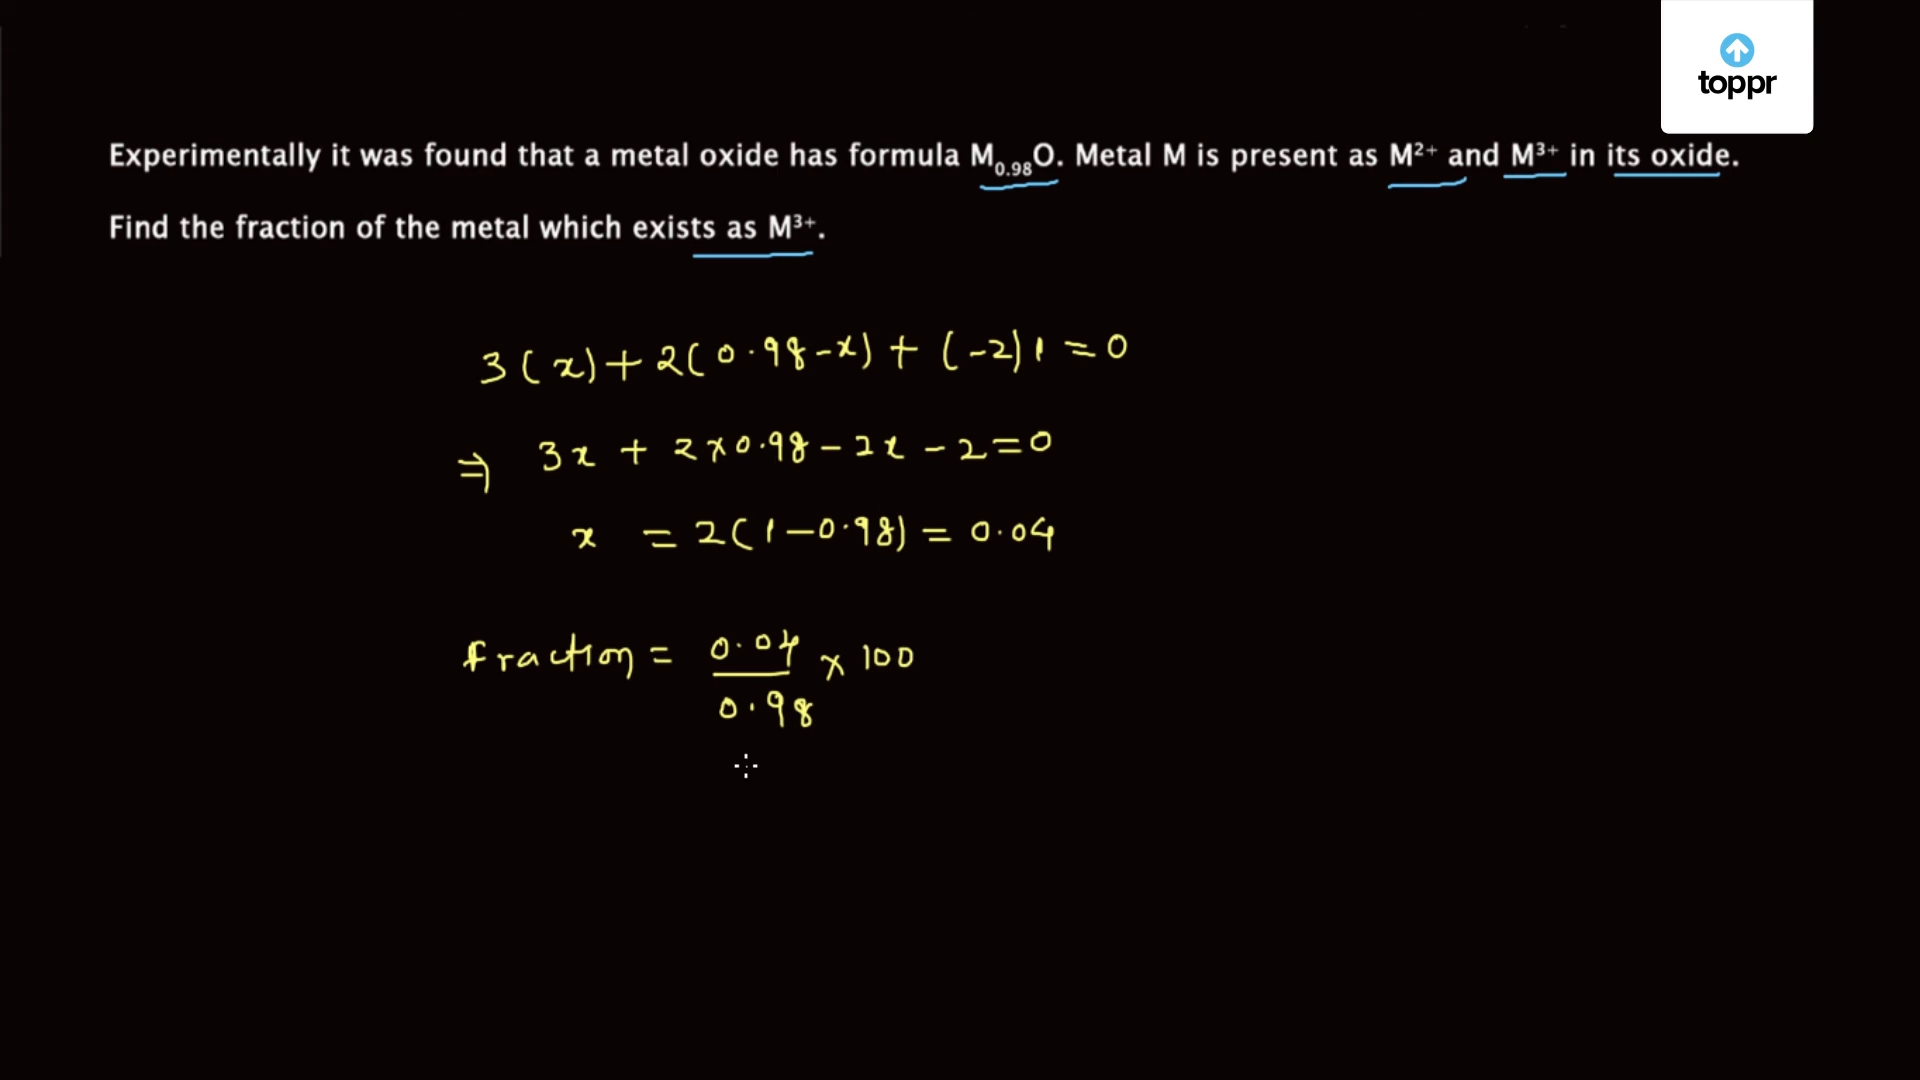 toppr
Experimentally it was found that a metal oxide has formula M₀.₉₈O. Metal M is present as M²⁺ and M³⁺ in its oxide.
Find the fraction of the metal which exists as M³⁺.
3(x)+2(0.98-x)+(-2)1=0
⇒ 3x + 2×0.98-2x-2=0
x = 2(1-0.98) = 0.04
fraction = 0.04/0.98 × 100